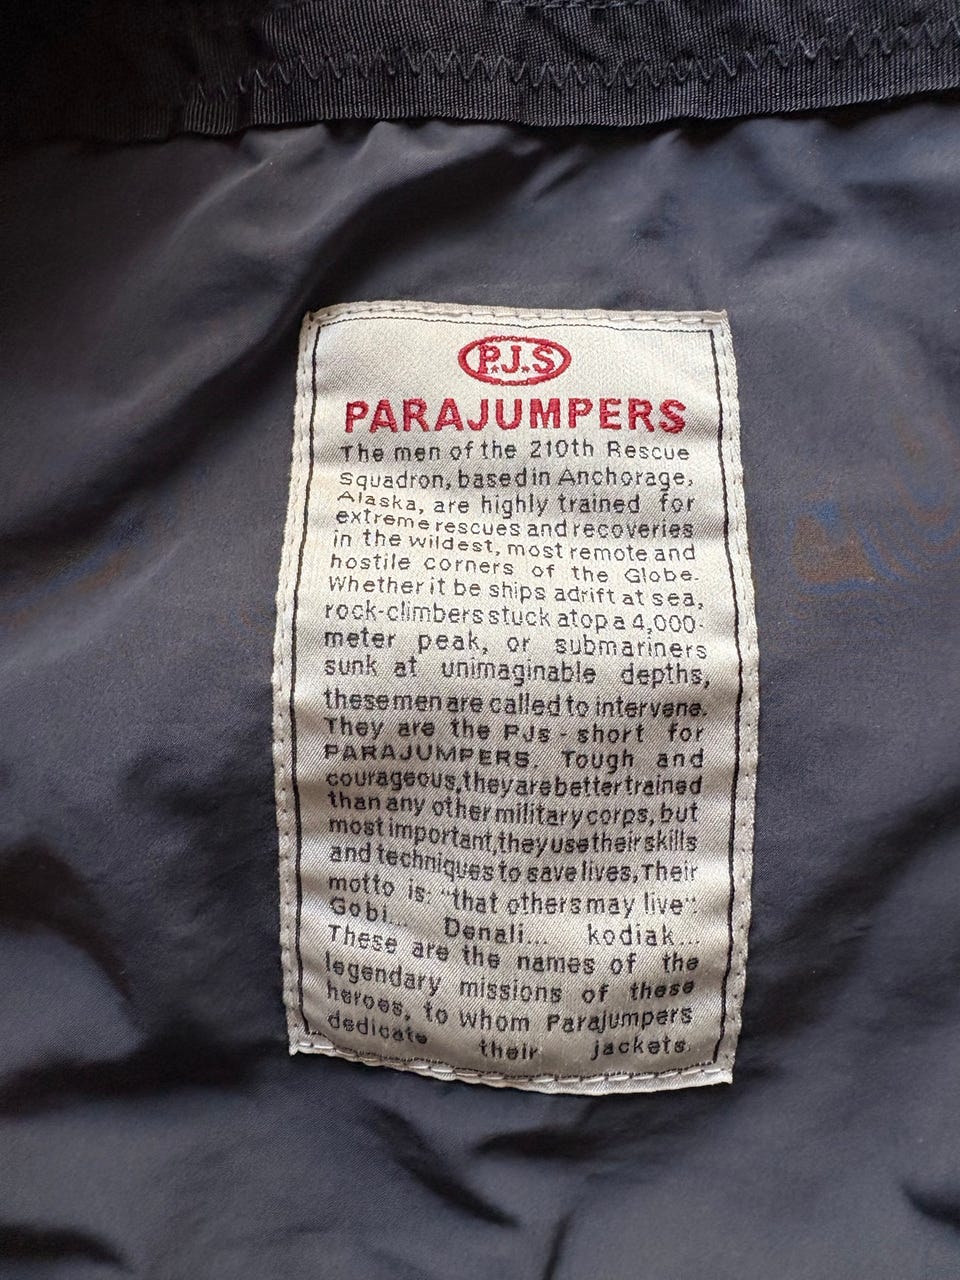 P.J.S
PARAJUMPERS
The men of the 210th Rescue
Squadron, based in Anchorage,
Alaska, are highly trained for
extreme rescues and recoveries
in the wildest, most remote and
hostile corners of the Globe.
Whether it be ships adrift at sea,
rock-climbers stuck atop a 4,000-
meter peak, or submariners
sunk at unimaginable depths,
these men are called to intervene.
They are the PJs - short for
PARAJUMPERS. Tough and
courageous, they are better trained
than any other military corps, but
most important, they use their skills
and techniques to save lives, Their
motto is: "that others may live":
Gobi... Denali... kodiak...
These are the names of the
legendary missions of these
heroes, to whom Parajumpers
dedicate their jackets.